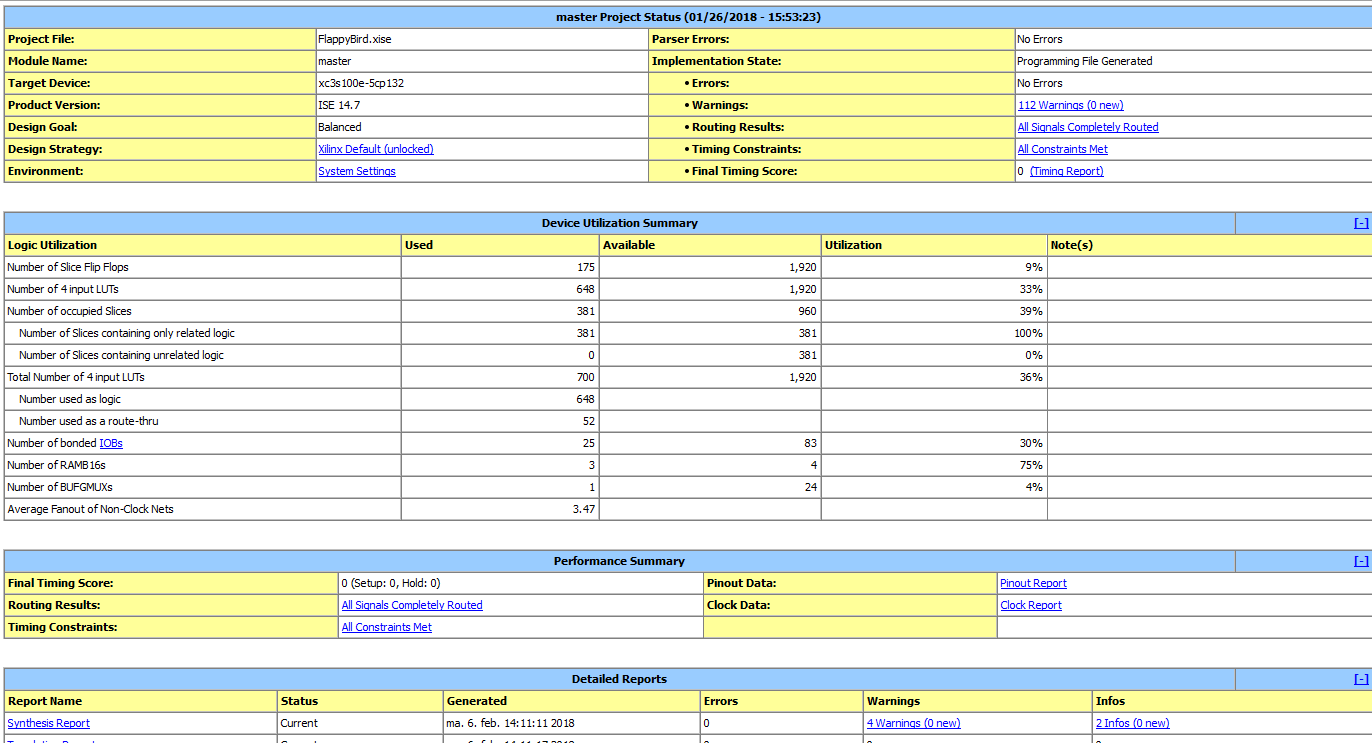 master Project Status (01/26/2018 - 15:53:23)
Project File: FlappyBird.xise Parser Errors: No Errors
Module Name: master Implementation State: Programming File Generated
Target Device: xc3s100e-5cp132 • Errors: No Errors
Product Version: ISE 14.7 • Warnings: 112 Warnings (0 new)
Design Goal: Balanced • Routing Results: All Signals Completely Routed
Design Strategy: Xilinx Default (unlocked) • Timing Constraints: All Constraints Met
Environment: System Settings • Final Timing Score: 0 (Timing Report)
Device Utilization Summary [-]
Logic Utilization Used Available Utilization Note(s)
Number of Slice Flip Flops 175 1,920 9%
Number of 4 input LUTs 648 1,920 33%
Number of occupied Slices 381 960 39%
Number of Slices containing only related logic 381 381 100%
Number of Slices containing unrelated logic 0 381 0%
Total Number of 4 input LUTs 700 1,920 36%
Number used as logic 648
Number used as a route-thru 52
Number of bonded IOBs 25 83 30%
Number of RAMB16s 3 4 75%
Number of BUFGMUXs 1 24 4%
Average Fanout of Non-Clock Nets 3.47
Performance Summary [-]
Final Timing Score: 0 (Setup: 0, Hold: 0) Pinout Data: Pinout Report
Routing Results: All Signals Completely Routed Clock Data: Clock Report
Timing Constraints: All Constraints Met
Detailed Reports [-]
Report Name Status Generated Errors Warnings Infos
Synthesis Report Current ma. 6. feb. 14:11:11 2018 0 4 Warnings (0 new) 2 Infos (0 new)